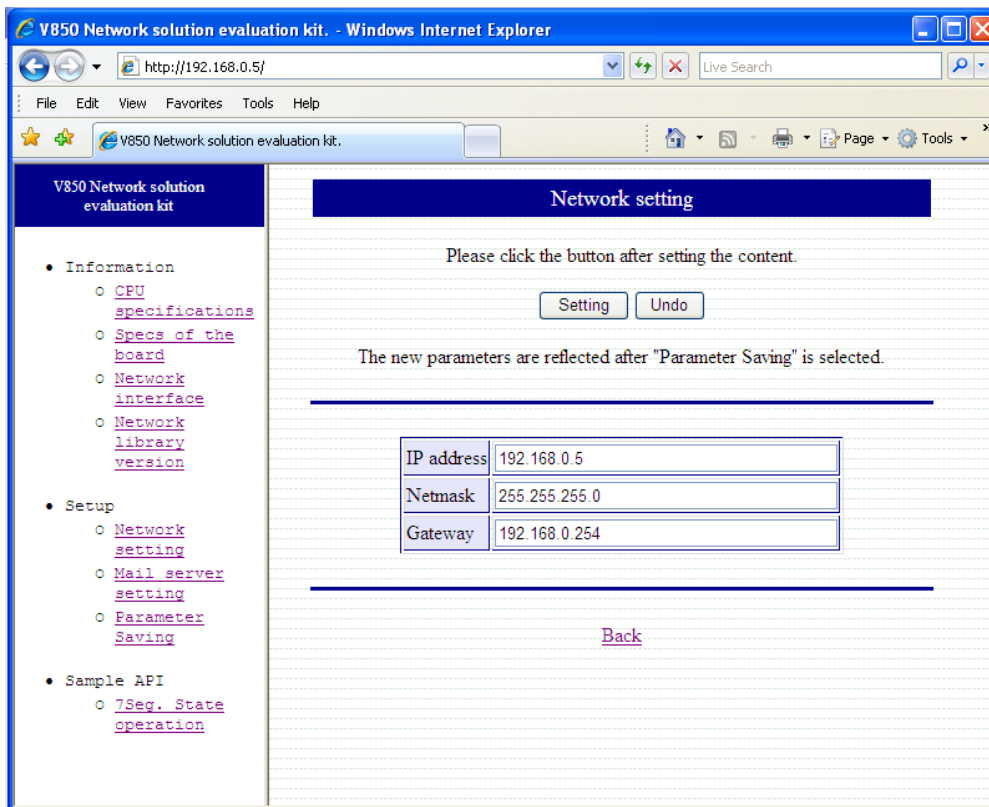 V850 Network solution evaluation kit. - Windows Internet Explorer
http://192.168.0.5/
Live Search
File Edit View Favorites Tools Help
V850 Network solution evaluation kit.
Page Tools »
V850 Network solution
evaluation kit
• Information
o CPU
specifications
o Specs of the
board
o Network
interface
o Network
library
version
• Setup
o Network
setting
o Mail server
setting
o Parameter
Saving
• Sample API
o 7Seg. State
operation
Network setting
Please click the button after setting the content.
Setting Undo
The new parameters are reflected after "Parameter Saving" is selected.
IP address 192.168.0.5
Netmask 255.255.255.0
Gateway 192.168.0.254
Back